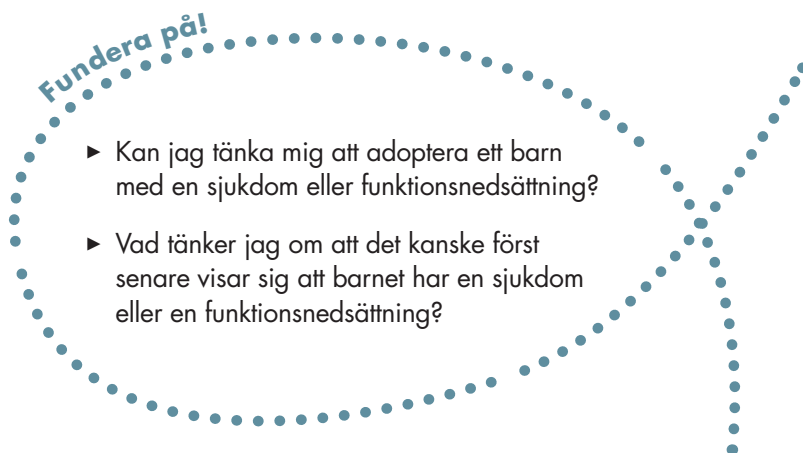 Fundera på!
▸ Kan jag tänka mig att adoptera ett barn
med en sjukdom eller funktionsnedsättning?
▸ Vad tänker jag om att det kanske först
senare visar sig att barnet har en sjukdom
eller en funktionsnedsättning?